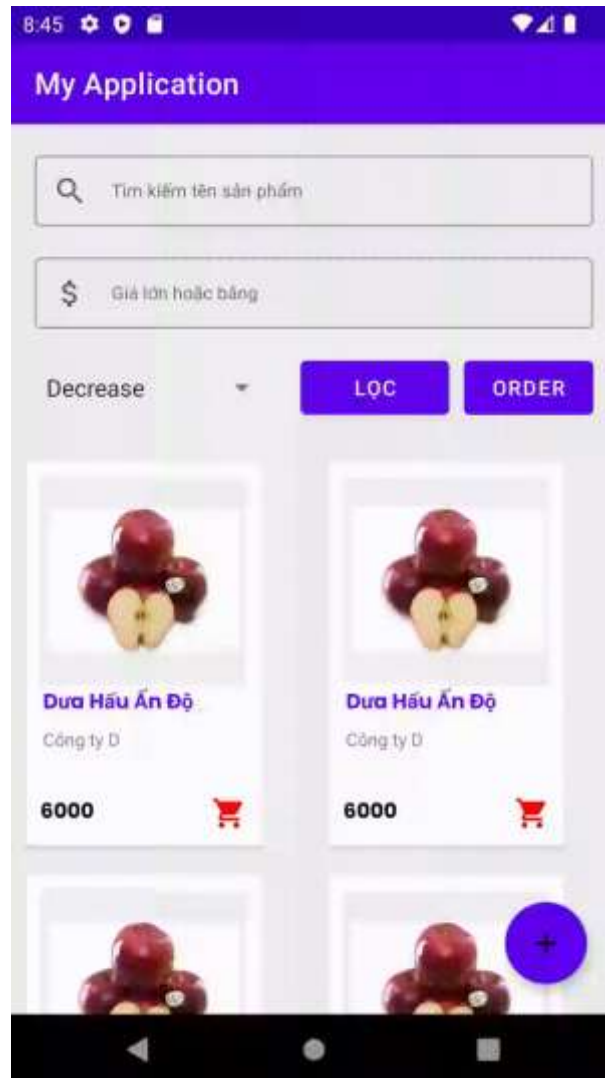 8:45
My Application
Tìm kiếm tên sản phẩm
Giá lớn hoặc bằng
Decrease
LỌC
ORDER
Dưa Hấu Ấn Độ
Dưa Hấu Ấn Độ
Công ty D
Công ty D
6000
6000